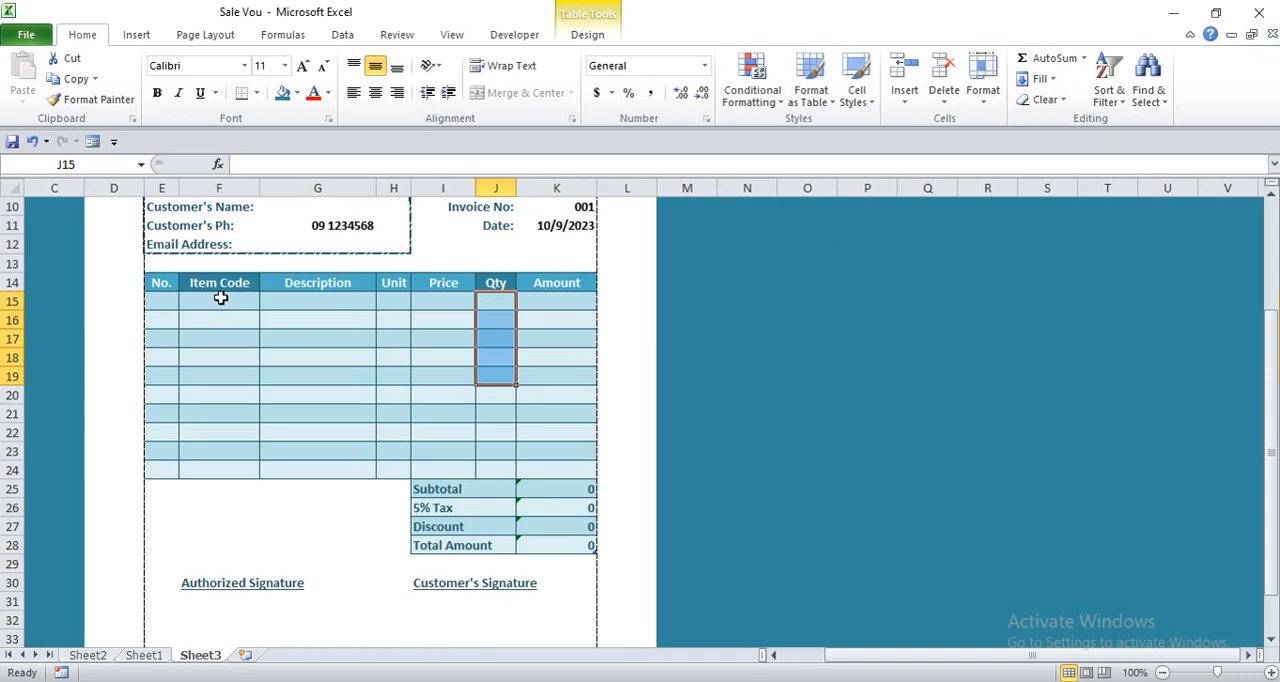 Sale Vou - Microsoft Excel
Table Tools
File Home Insert Page Layout Formulas Data Review View Developer Design
Cut
Copy
Format Painter
Paste
Clipboard
Calibri 11
B I U
Font
Wrap Text
Merge & Center
Alignment
General
$ % ,
Number
Conditional Formatting
Format as Table
Cell Styles
Styles
Insert Delete Format
Cells
AutoSum
Fill
Clear
Sort & Filter
Find & Select
Editing
J15
fx
C D E F G H I J K L M N O P Q R S T U V
10 Customer's Name: Invoice No: 001
11 Customer's Ph: 09 1234568 Date: 10/9/2023
12 Email Address:
13
14 No. Item Code Description Unit Price Qty Amount
15
16
17
18
19
20
21
22
23
24
25 Subtotal 0
26 5% Tax 0
27 Discount 0
28 Total Amount 0
29
30 Authorized Signature Customer's Signature
31
32
33
Activate Windows
Go to Settings to activate Windows.
Sheet2 Sheet1 Sheet3
Ready 100%